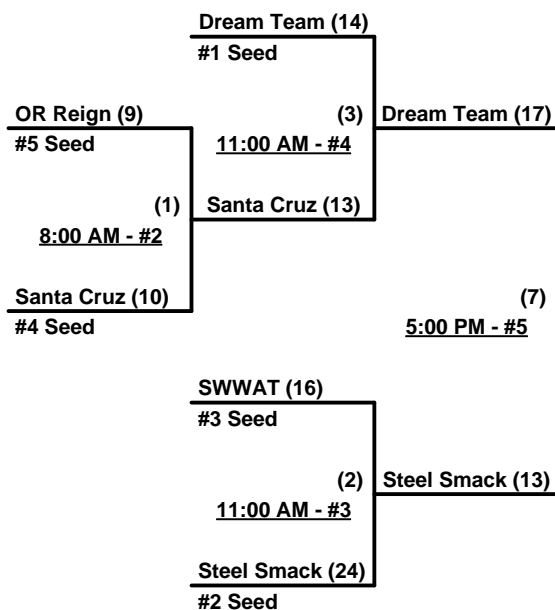 Dream Team (14)
#1 Seed
OR Reign (9)
#5 Seed
(3)
11:00 AM - #4
Dream Team (17)
(1)
8:00 AM - #2
Santa Cruz (13)
Santa Cruz (10)
#4 Seed
(7)
5:00 PM - #5
SWWAT (16)
#3 Seed
(2)
11:00 AM - #3
Steel Smack (13)
Steel Smack (24)
#2 Seed